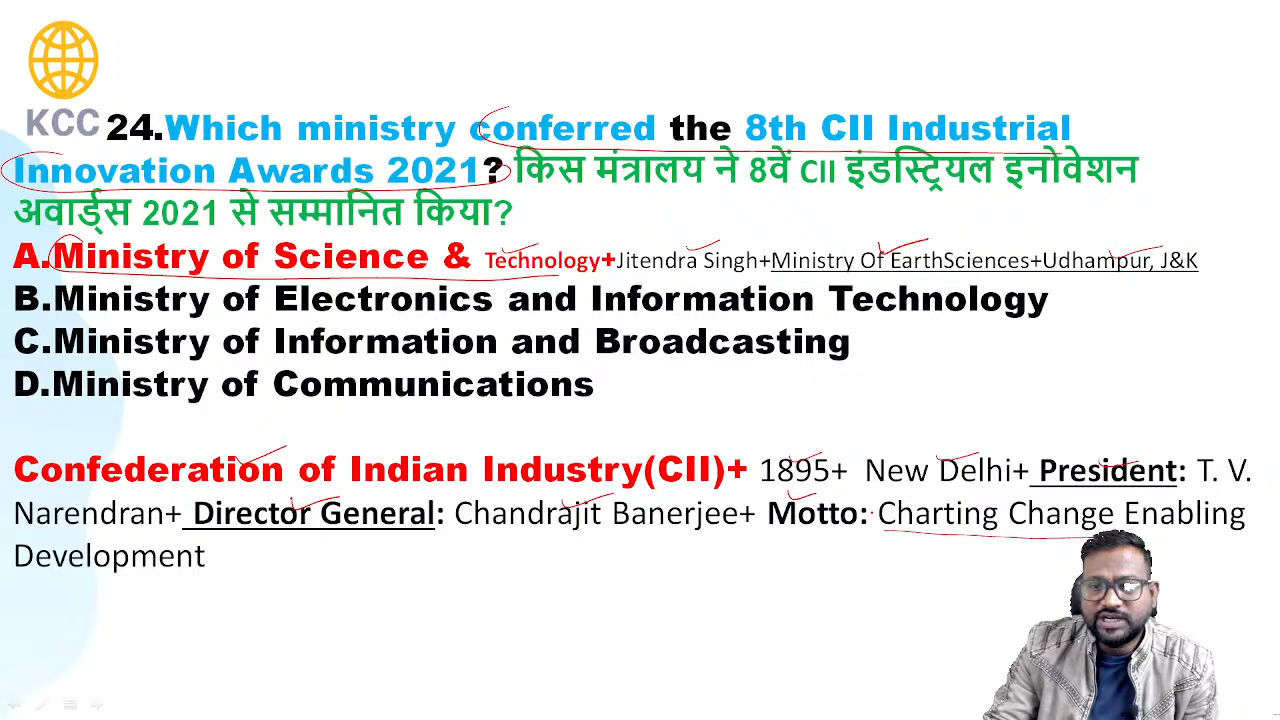 KCC
24.Which ministry conferred the 8th CII Industrial
Innovation Awards 2021? किस मंत्रालय ने 8वें CII इंडस्ट्रियल इनोवेशन
अवार्ड्स 2021 से सम्मानित किया?
A.Ministry of Science & Technology+Jitendra Singh+Ministry Of EarthSciences+Udhampur, J&K
B.Ministry of Electronics and Information Technology
C.Ministry of Information and Broadcasting
D.Ministry of Communications
Confederation of Indian Industry(CII)+ 1895+ New Delhi+ President: T. V.
Narendran+ Director General: Chandrajit Banerjee+ Motto: Charting Change Enabling
Development